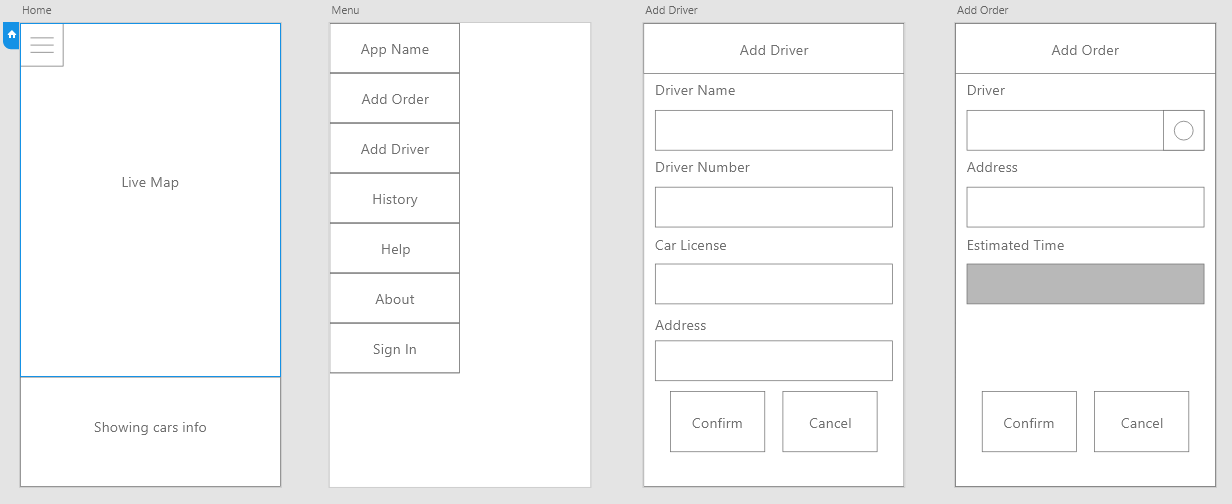 Home
Live Map
Showing cars info
Menu
App Name
Add Order
Add Driver
History
Help
About
Sign In
Add Driver
Add Driver
Driver Name
Driver Number
Car License
Address
Confirm
Cancel
Add Order
Add Order
Driver
Address
Estimated Time
Confirm
Cancel